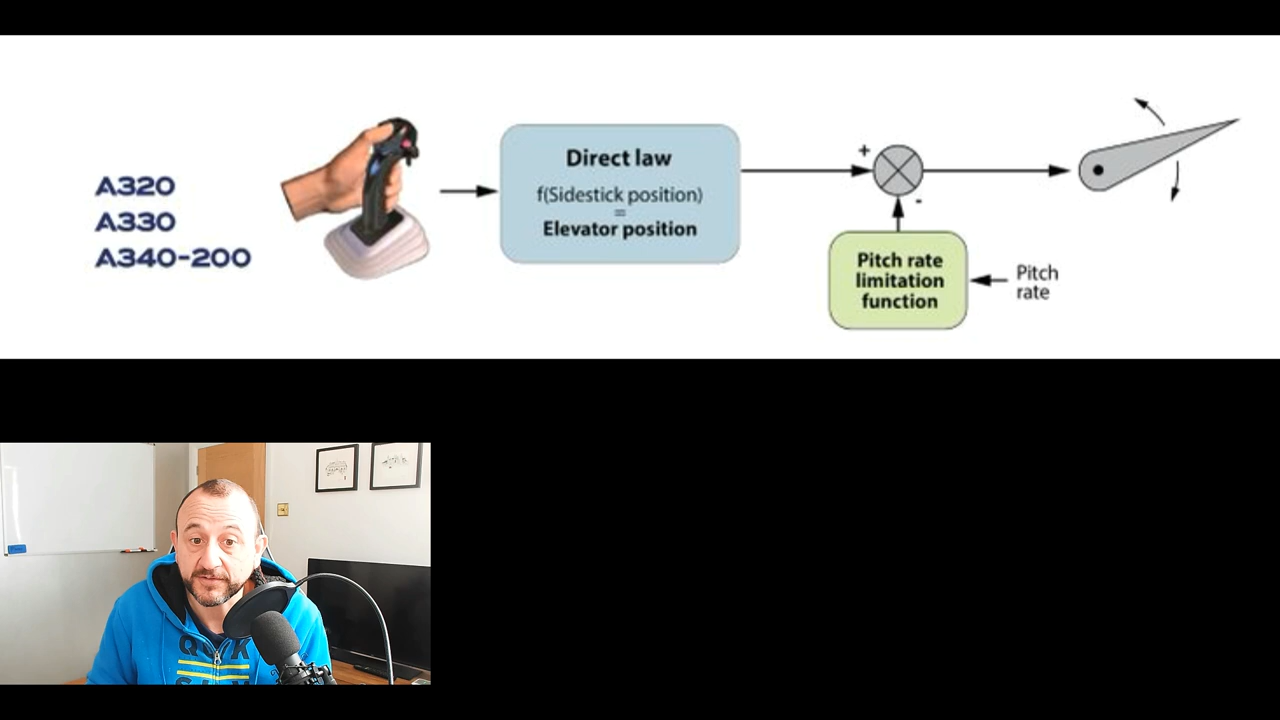 A320
A330
A340-200
Direct law
f(Sidestick position)
=
Elevator position
+
-
Pitch rate
limitation
function
Pitch
rate